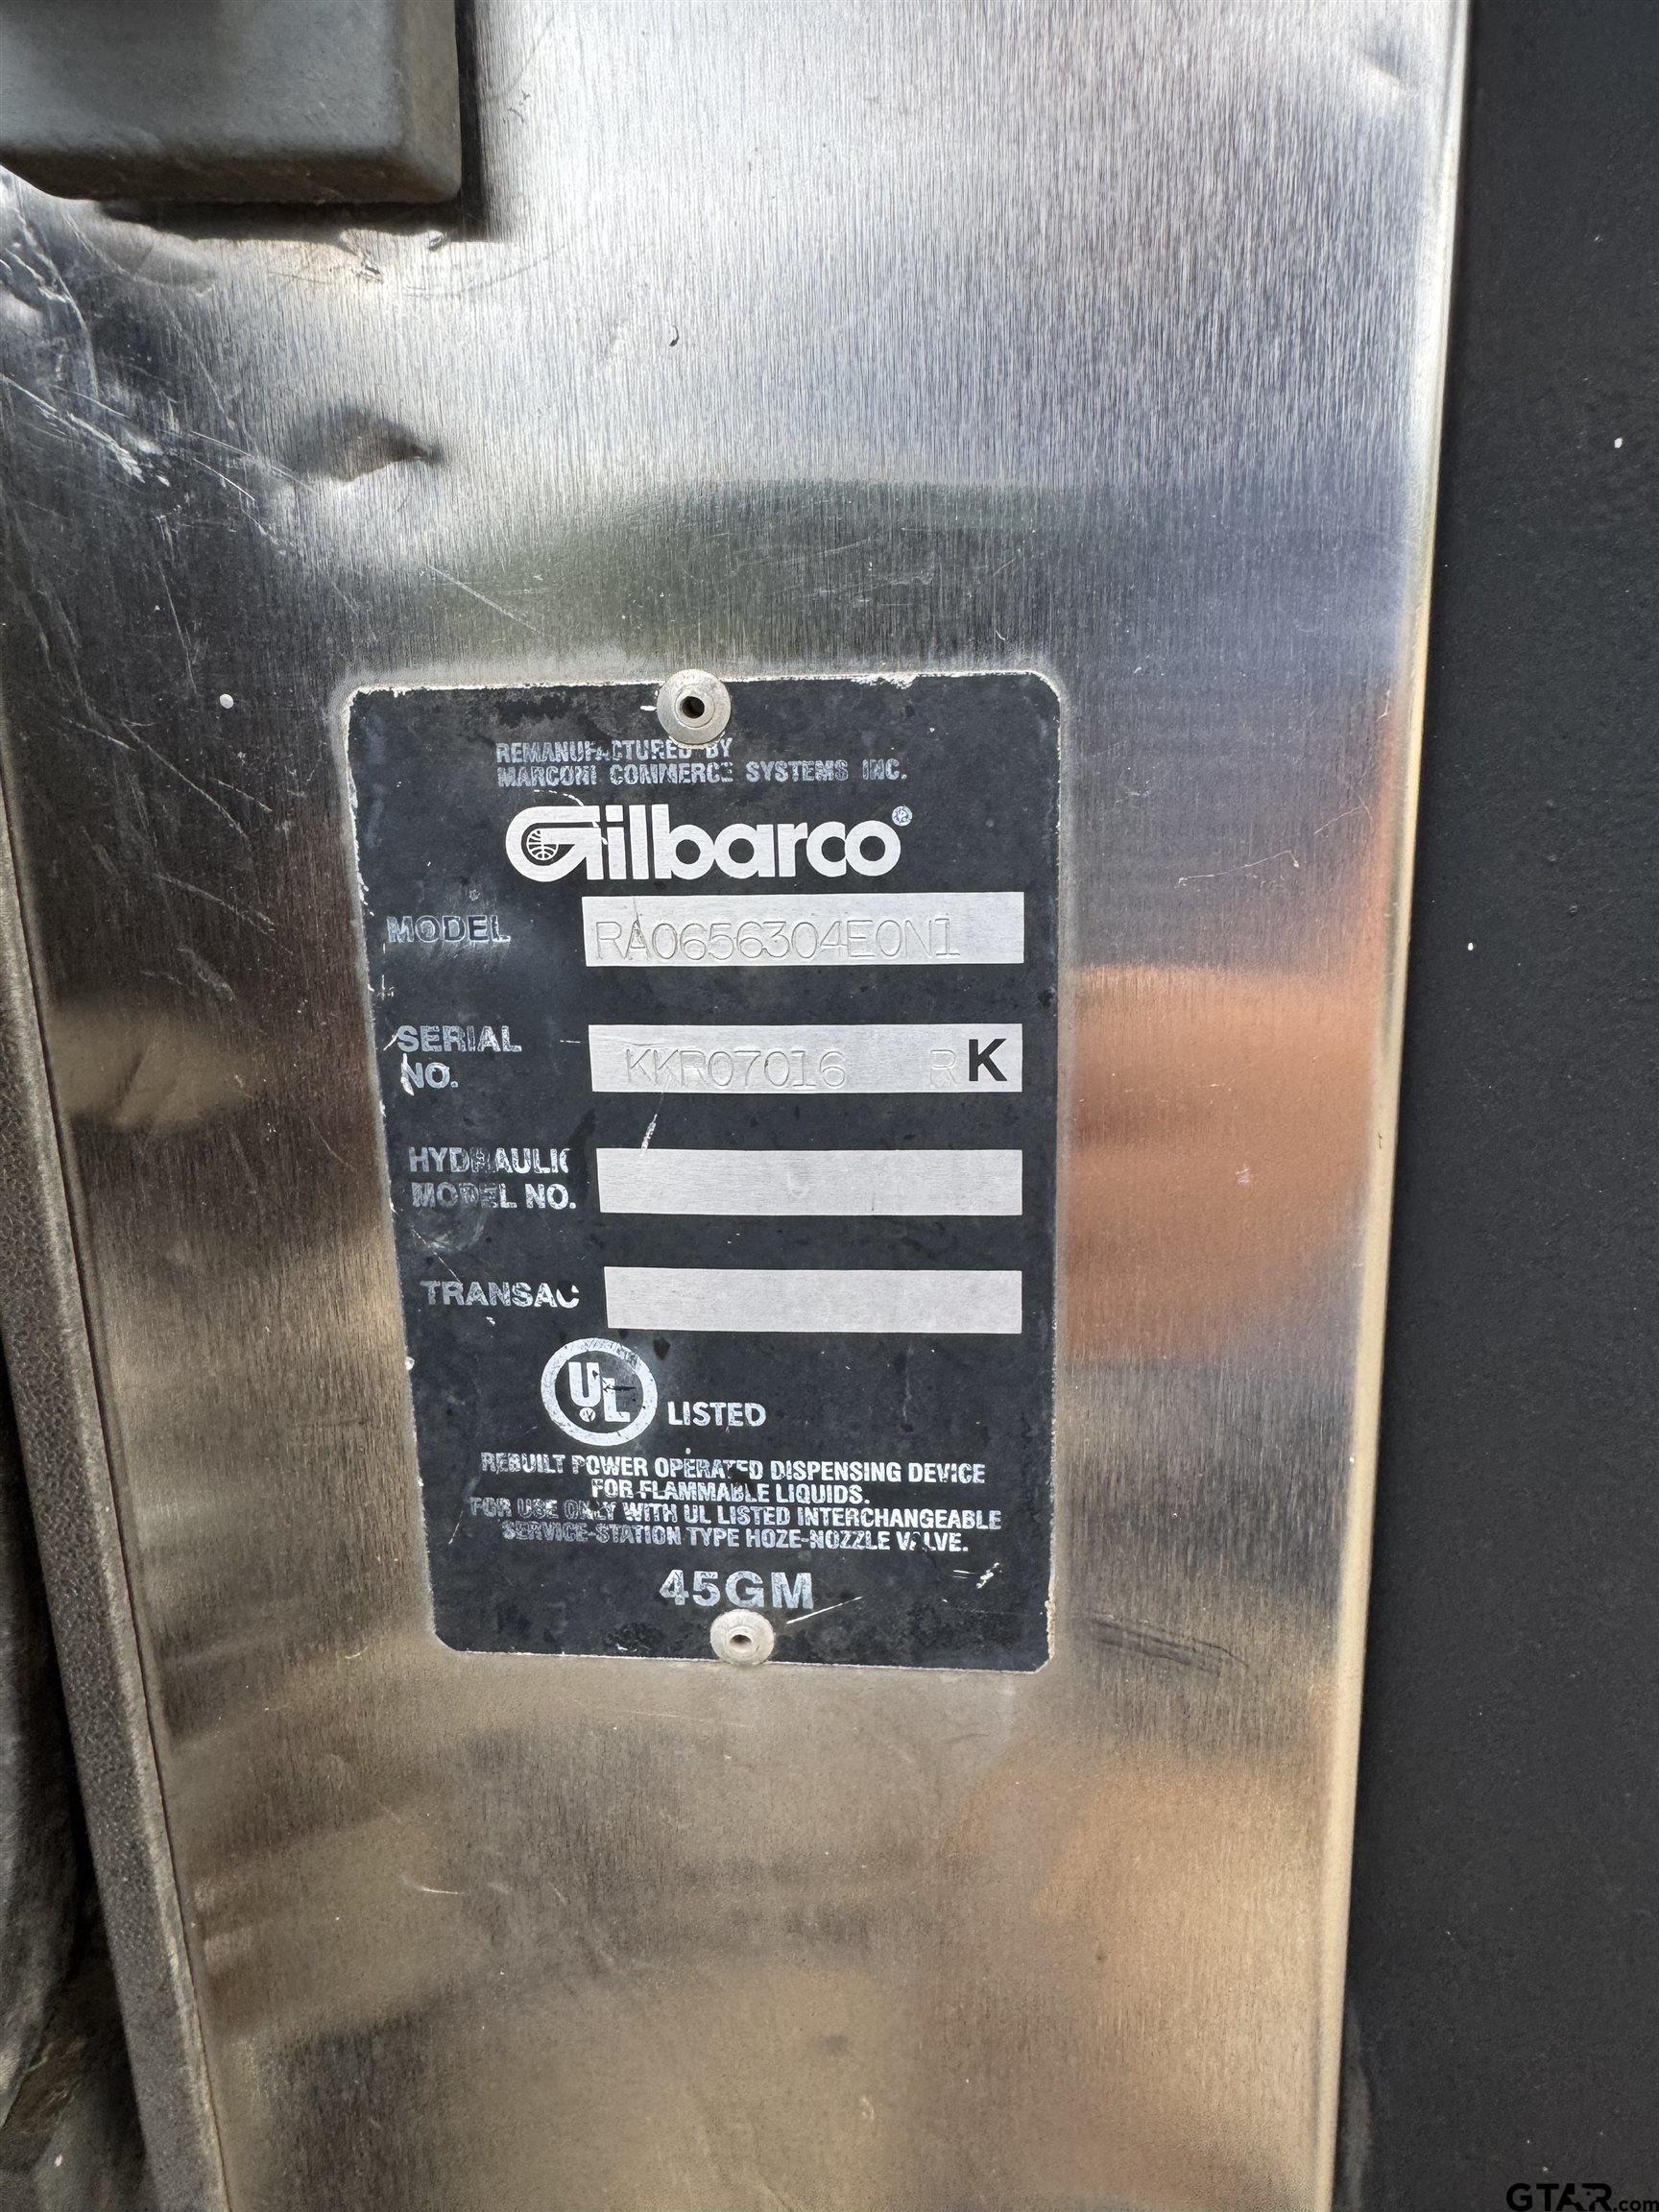 REMANUFACTURED BY
MARCONI COMMERCE SYSTEMS INC.
Gilbarco®
MODEL RA0656304E0N1
SERIAL
NO. KKR07016 R K
HYDRAULIC
MODEL NO.
TRANSAC
UL LISTED
REBUILT POWER OPERATED DISPENSING DEVICE
FOR FLAMMABLE LIQUIDS.
FOR USE ONLY WITH UL LISTED INTERCHANGEABLE
SERVICE-STATION TYPE HOZE-NOZZLE VALVE.
45GM
GTAR.com